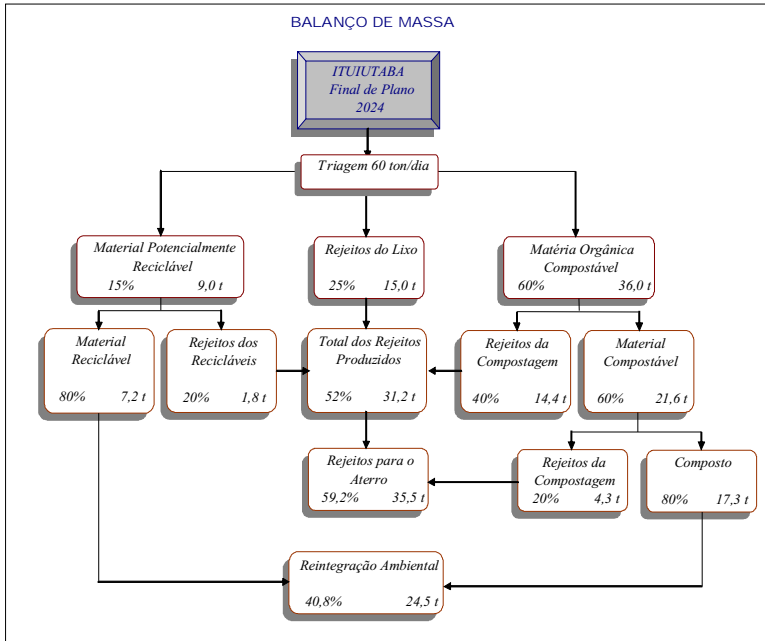 BALANÇO DE MASSA
ITUIUTABA
Final de Plano
2024
Triagem 60 ton/dia
Material Potencialmente
Reciclável
15% 9,0 t
Rejeitos do Lixo
25% 15,0 t
Matéria Orgânica
Compostável
60% 36,0 t
Material
Reciclável
80% 7,2 t
Rejeitos dos
Recicláveis
20% 1,8 t
Total dos Rejeitos
Produzidos
52% 31,2 t
Rejeitos da
Compostagem
40% 14,4 t
Material
Compostável
60% 21,6 t
Rejeitos para o
Aterro
59,2% 35,5 t
Rejeitos da
Compostagem
20% 4,3 t
Composto
80% 17,3 t
Reintegração Ambiental
40,8% 24,5 t